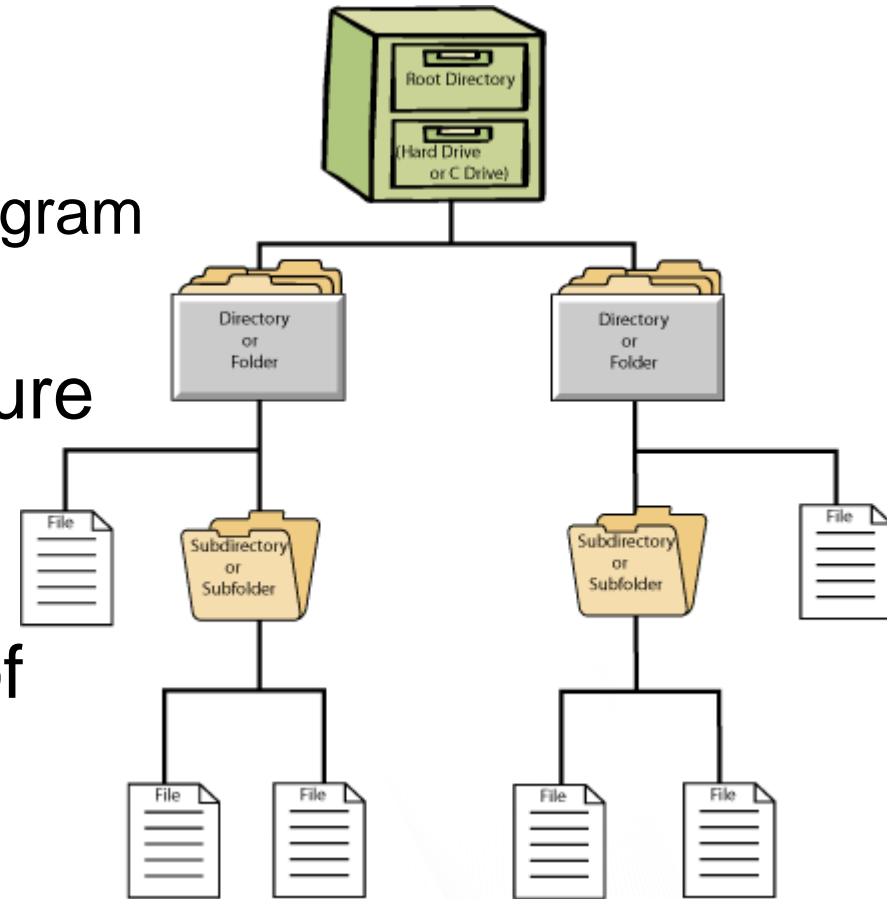 Root Directory
(Hard Drive
or C Drive)
gram
Directory
or
Folder
Directory
or
Folder
ure
File
Subdirectory
or
Subfolder
Subdirectory
or
Subfolder
File
of
File
File
File
File